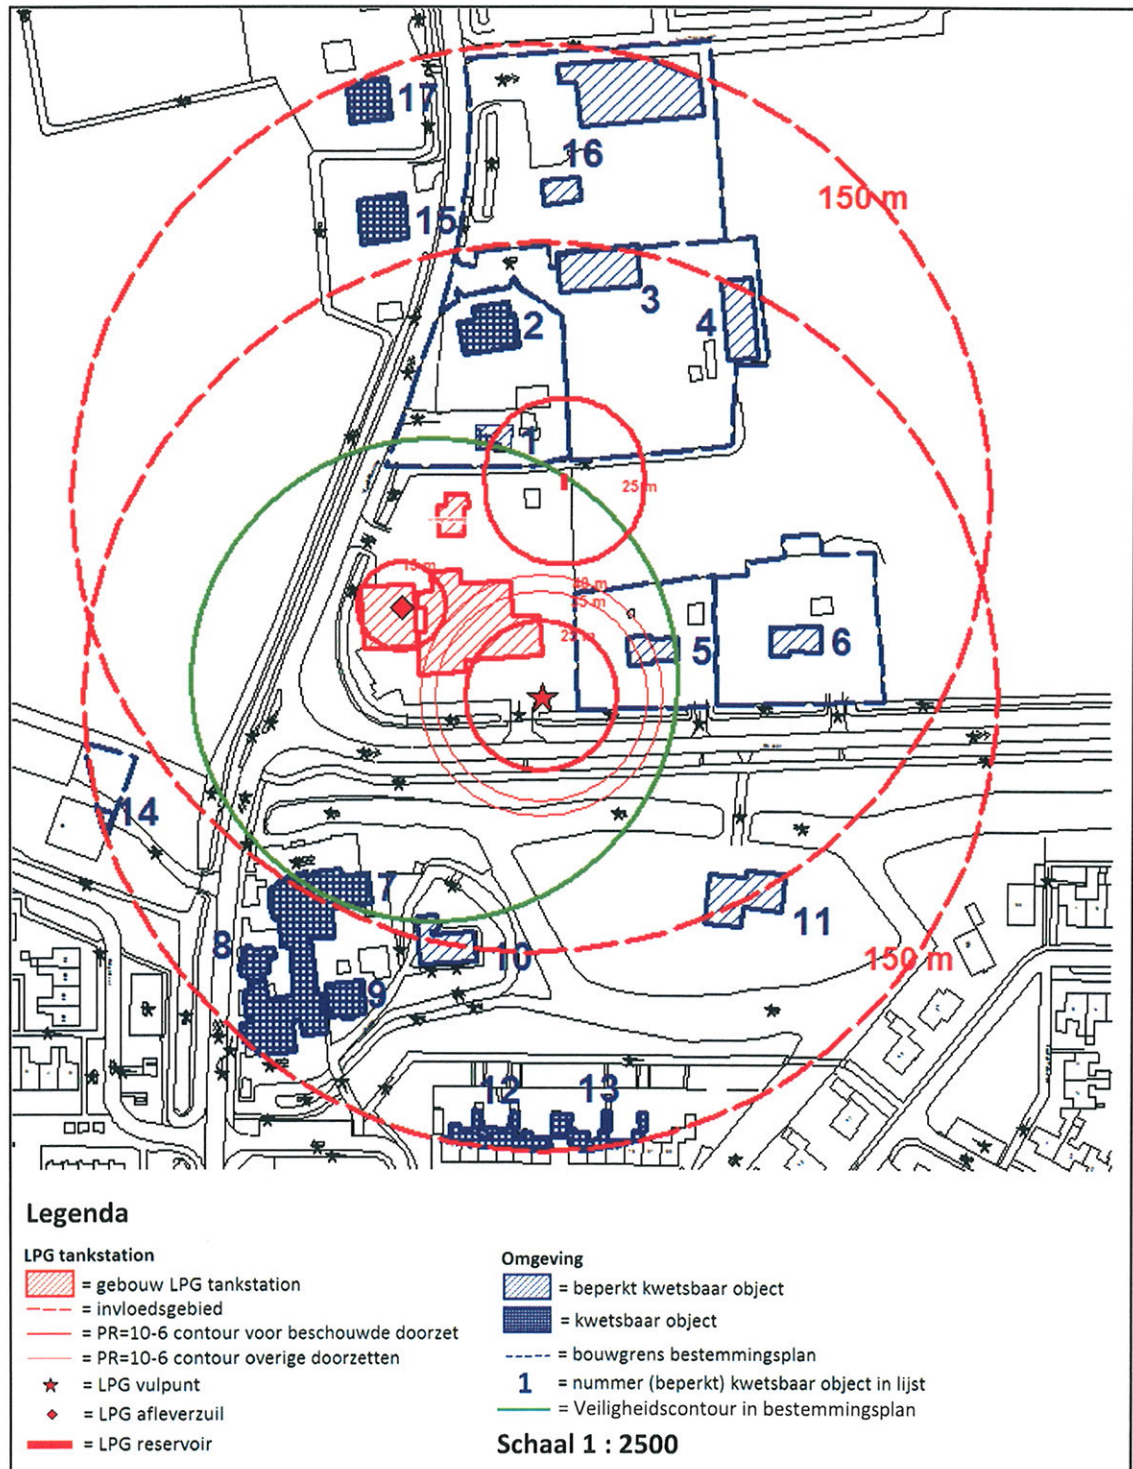 17
16
150 m
15
3
2
4
1
25 m
15 m
40 m
35 m
25 m
5
6
14
7
11
8
10
150 m
9
12
13
Legenda
LPG tankstation
= gebouw LPG tankstation
= invloedsgebied
= PR=10-6 contour voor beschouwde doorzet
= PR=10-6 contour overige doorzetten
= LPG vulpunt
= LPG afleverzuil
= LPG reservoir
Omgeving
= beperkt kwetsbaar object
= kwetsbaar object
= bouwgrens bestemmingsplan
1 = nummer (beperkt) kwetsbaar object in lijst
= Veiligheidscontour in bestemmingsplan
Schaal 1 : 2500